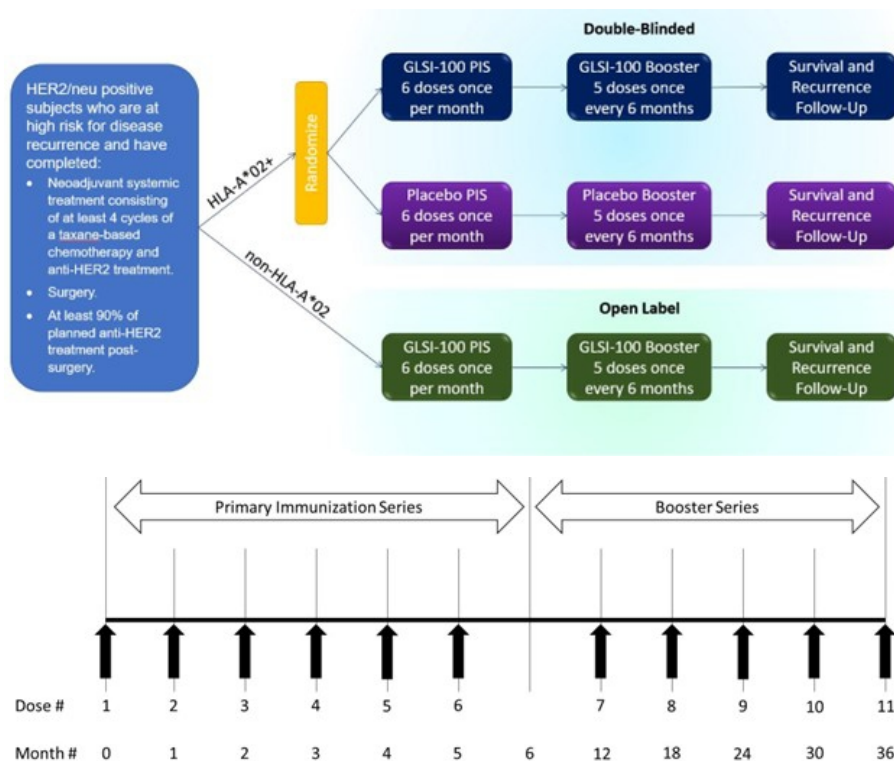 HER2/neu positive
subjects who are at
high risk for disease
recurrence and have
completed:
• Neoadjuvant systemic
treatment consisting
of at least 4 cycles of
a taxane-based
chemotherapy and
anti-HER2 treatment.
• Surgery.
• At least 90% of
planned anti-HER2
treatment post-
surgery.
HLA-A*02+
non-HLA-A*02
Randomize
Double-Blinded
GLSI-100 PIS
6 doses once
per month
GLSI-100 Booster
5 doses once
every 6 months
Survival and
Recurrence
Follow-Up
Placebo PIS
6 doses once
per month
Placebo Booster
5 doses once
every 6 months
Survival and
Recurrence
Follow-Up
Open Label
GLSI-100 PIS
6 doses once
per month
GLSI-100 Booster
5 doses once
every 6 months
Survival and
Recurrence
Follow-Up
Primary Immunization Series
Booster Series
Dose # 1 2 3 4 5 6 7 8 9 10 11
Month # 0 1 2 3 4 5 6 12 18 24 30 36